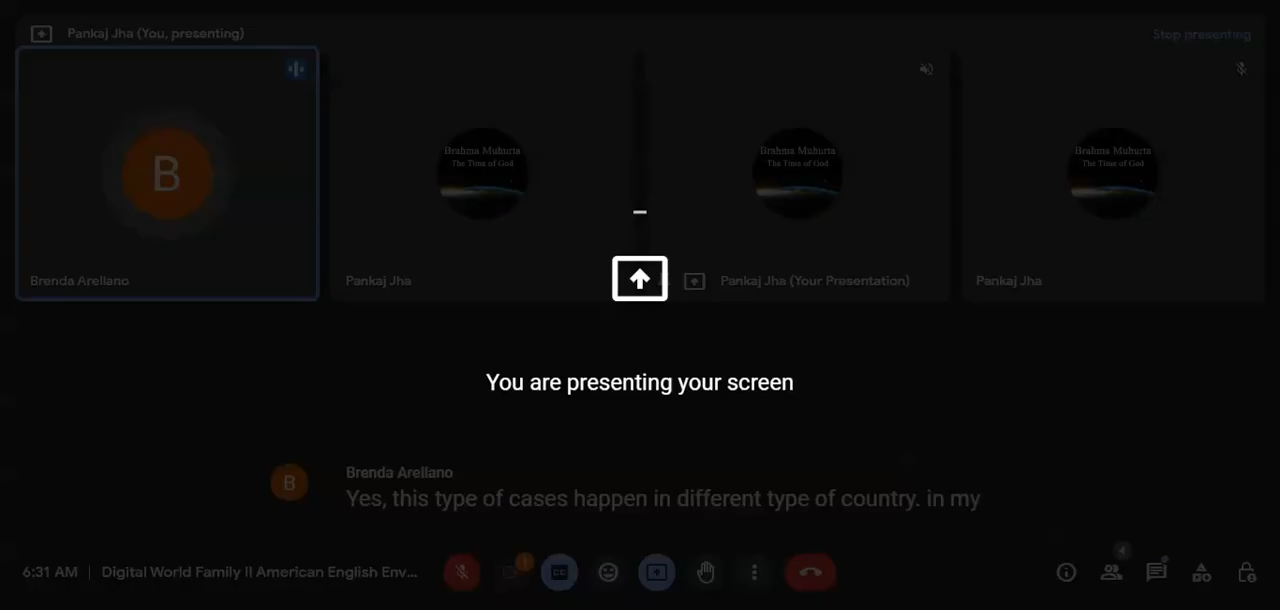 Pankaj Jha (You, presenting)
Stop presenting
B
Brahma Muhurta
The Time of God
Brahma Muhurta
The Time of God
Brahma Muhurta
The Time of God
Brenda Arellano
Pankaj Jha
Pankaj Jha (Your Presentation)
Pankaj Jha
You are presenting your screen
B
Brenda Arellano
Yes, this type of cases happen in different type of country. in my
4
6:31 AM | Digital World Family II American English Env...
CC